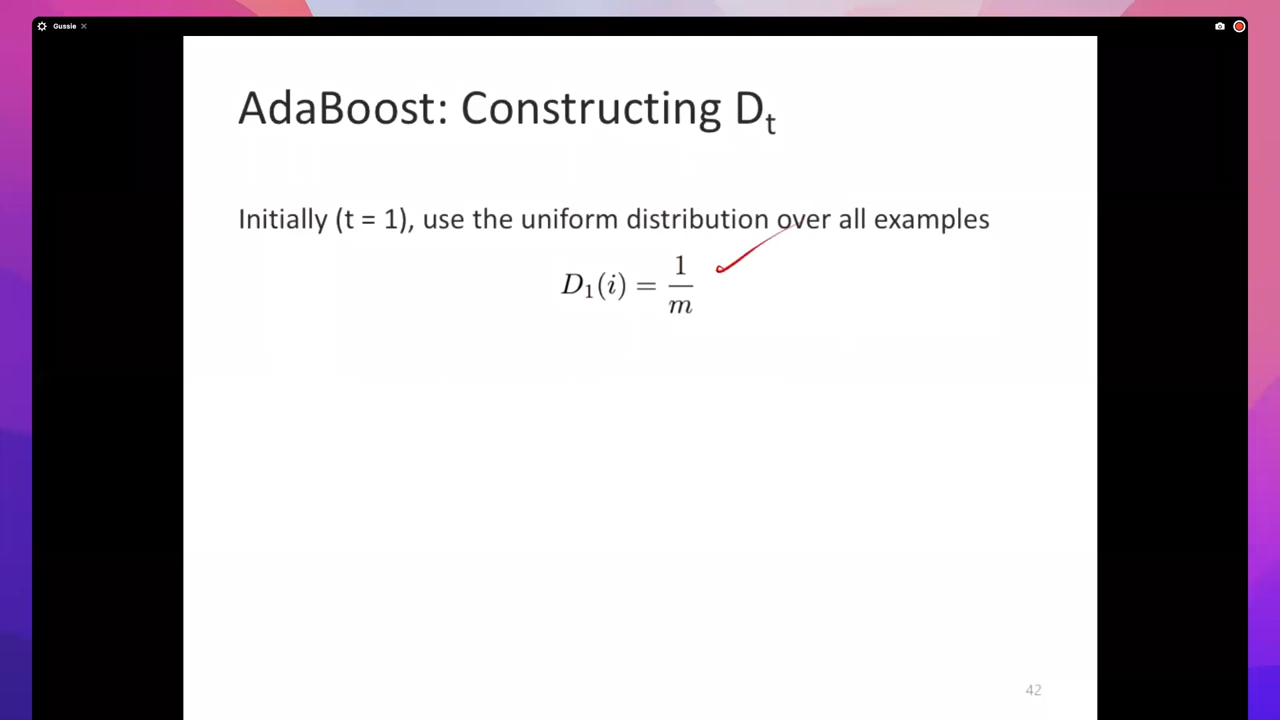 Gussie
AdaBoost: Constructing Dₜ
Initially (t = 1), use the uniform distribution over all examples
D₁(i) = 1/m
42